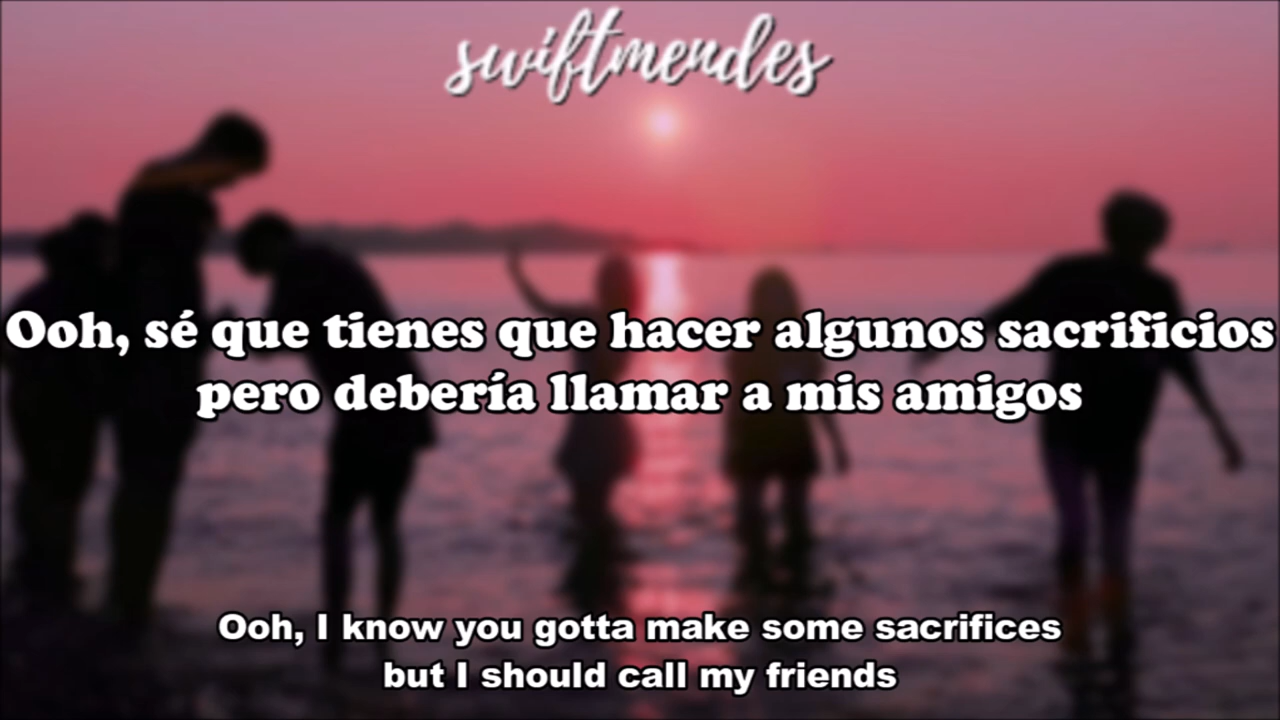 swiftmendes
Ooh, sé que tienes que hacer algunos sacrificios
pero debería llamar a mis amigos
Ooh, I know you gotta make some sacrifices
but I should call my friends